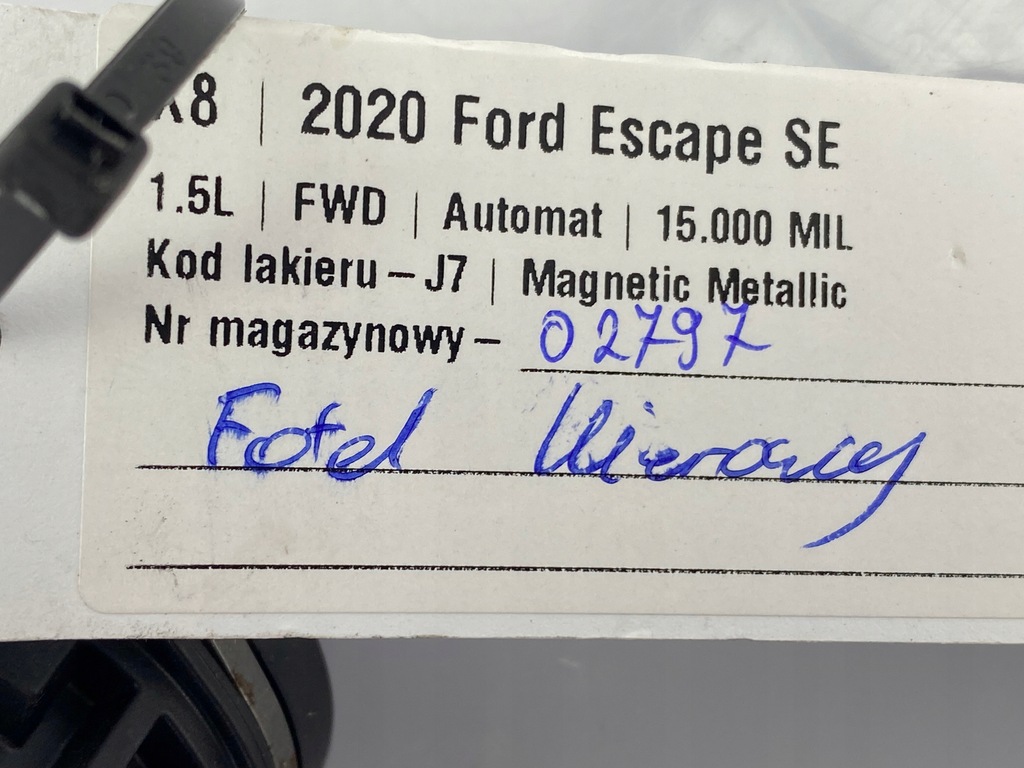 8 | 2020 Ford Escape SE
1.5L | FWD | Automat | 15.000 MIL
Kod lakieru – J7 | Magnetic Metallic
Nr magazynowy – 02797
Fotel Kierowcy